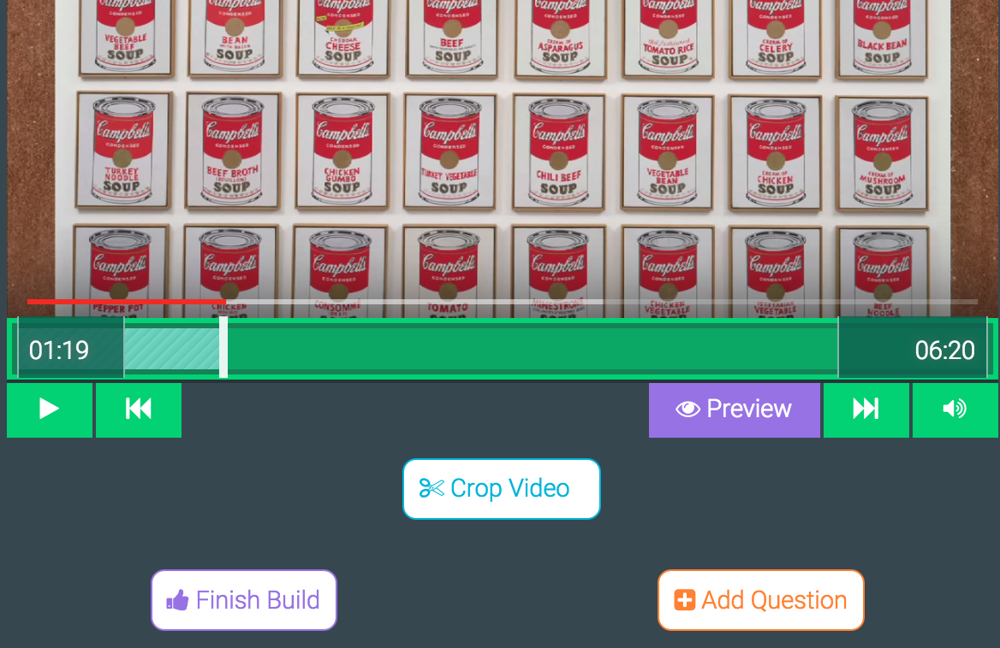 CONDENSED
VEGETABLE
BEEF
SOUP
CONDENSED
BEAN
WITH BACON
SOUP
CONDENSED
CHEDDAR
CHEESE
SOUP
CONDENSED
BEEF
SOUP
CONDENSED
CREAM OF
ASPARAGUS
SOUP
CONDENSED
Old fashioned
TOMATO RICE
SOUP
CONDENSED
CREAM OF
CELERY
SOUP
CONDENSED
BLACK BEAN
SOUP
Campbell's
CONDENSED
TURKEY
NOODLE
SOUP
Campbell's
CONDENSED
BEEF BROTH
(BOUILLON)
SOUP
Campbell's
CONDENSED
CHICKEN
GUMBO
SOUP
Campbell's
CONDENSED
TURKEY VEGETABLE
SOUP
Campbell's
CONDENSED
CHILI BEEF
SOUP
Campbell's
CONDENSED
VEGETABLE
BEAN
SOUP
Campbell's
CONDENSED
CREAM OF
CHICKEN
SOUP
Campbell's
CONDENSED
CREAM OF
MUSHROOM
SOUP
Campbell's
CONDENSED
PEPPER POT
Campbell's
CONDENSED
CHICKEN
Campbell's
CONDENSED
CONSOMMÉ
Campbell's
CONDENSED
TOMATO
Campbell's
CONDENSED
MINESTRONE
Campbell's
CONDENSED
CHICKEN
VEGETABLE
Campbell's
CONDENSED
VEGETARIAN
VEGETABLE
Campbell's
CONDENSED
BEEF
NOODLE
01:19
06:20
Preview
Crop Video
Finish Build
Add Question